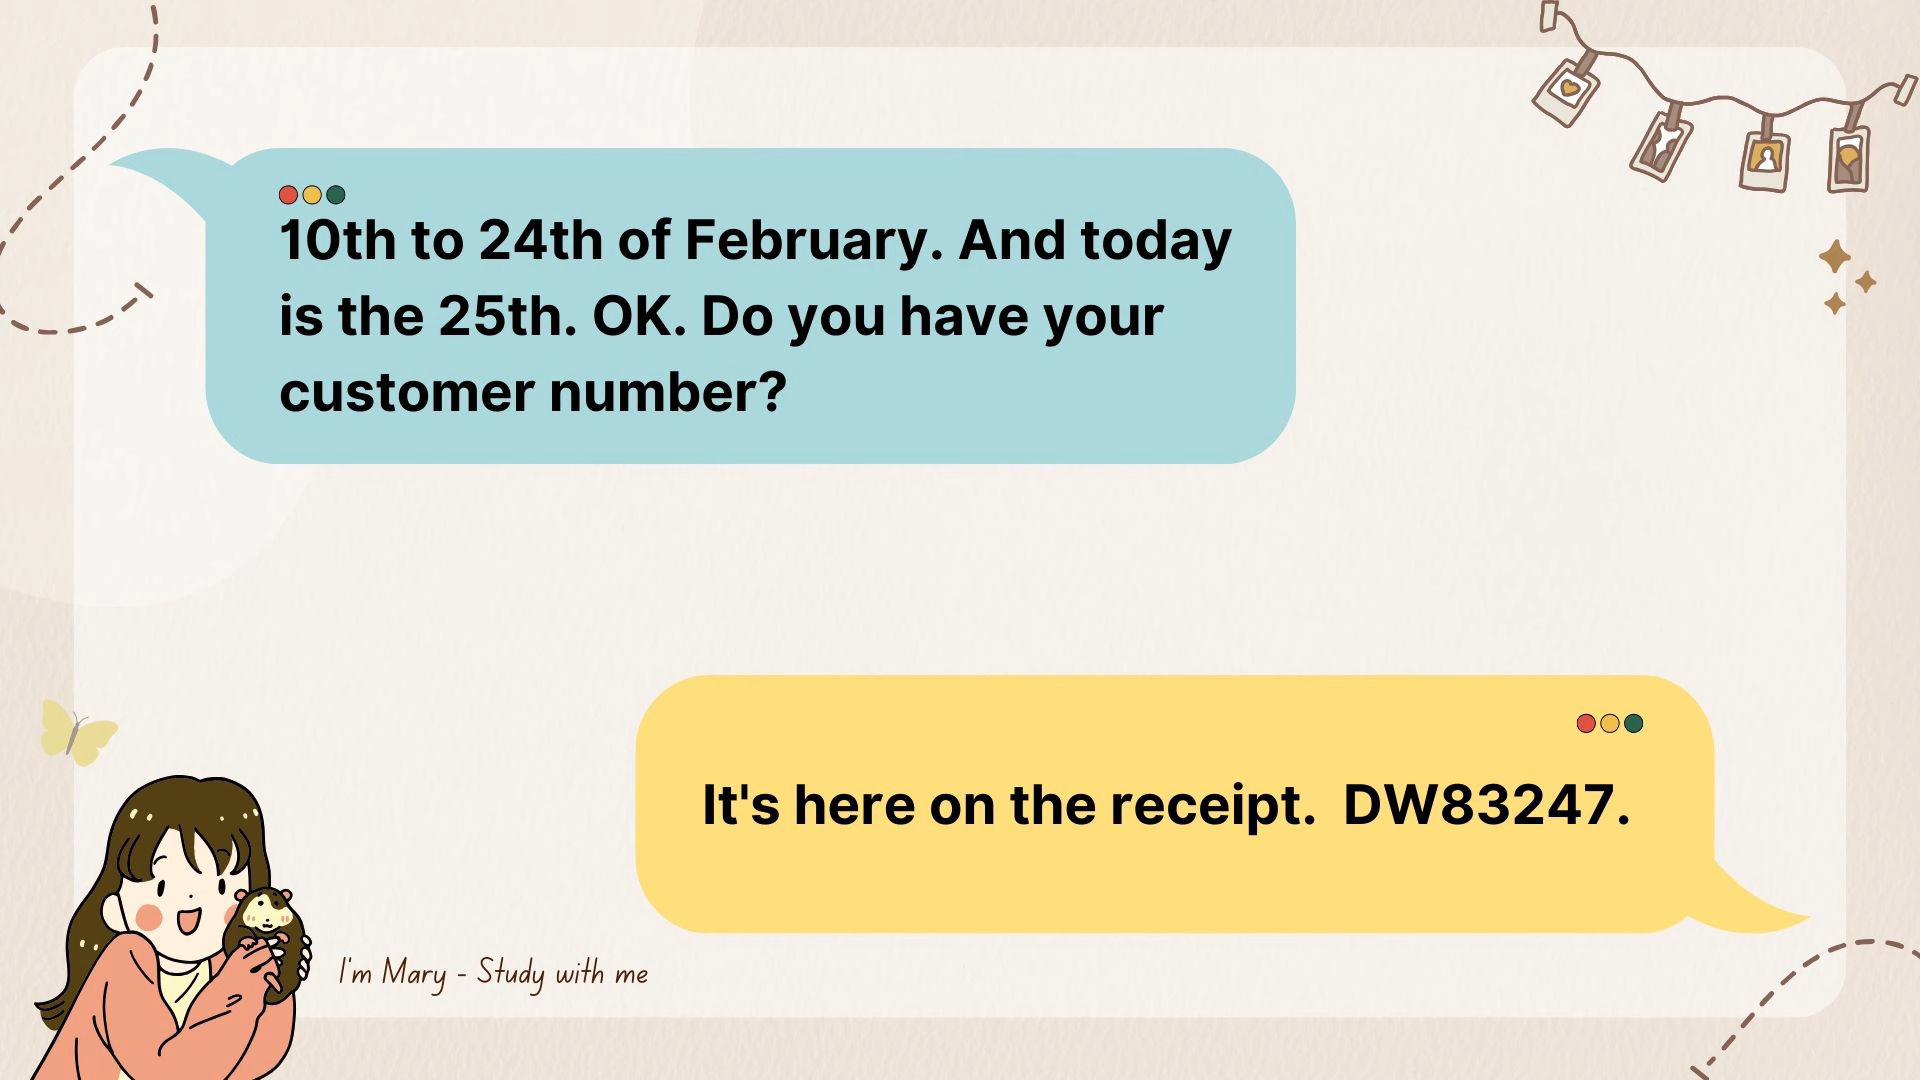 10th to 24th of February. And today
is the 25th. OK. Do you have your
customer number?
It's here on the receipt.  DW83247.
I'm Mary - Study with me